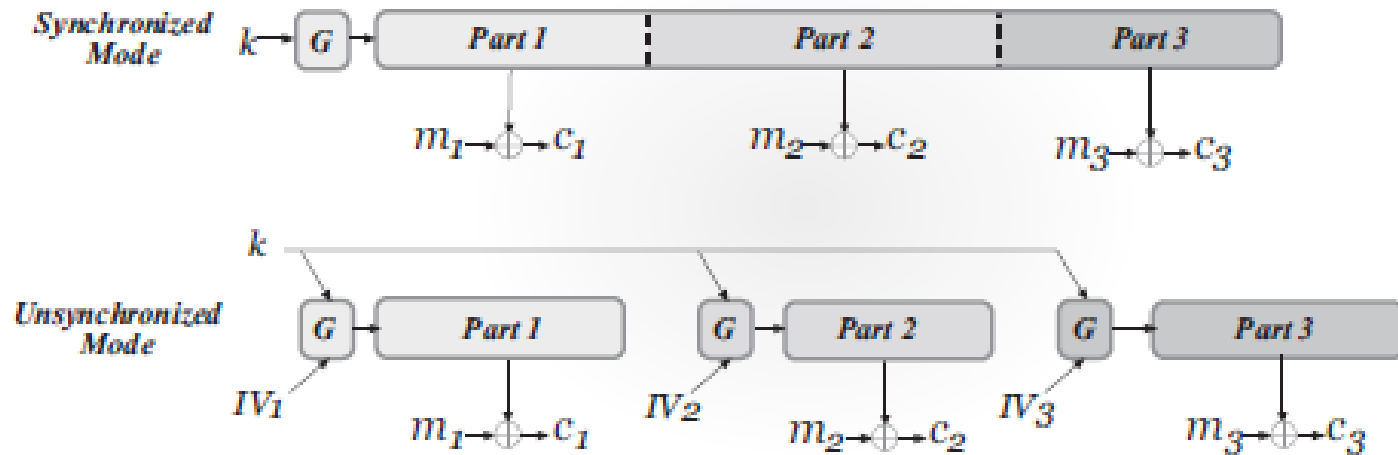 Synchronized
Mode
k G Part 1 Part 2 Part 3
m1 c1 m2 c2 m3 c3
k
Unsynchronized
Mode
G Part 1 G Part 2 G Part 3
IV1 IV2 IV3
m1 c1 m2 c2 m3 c3